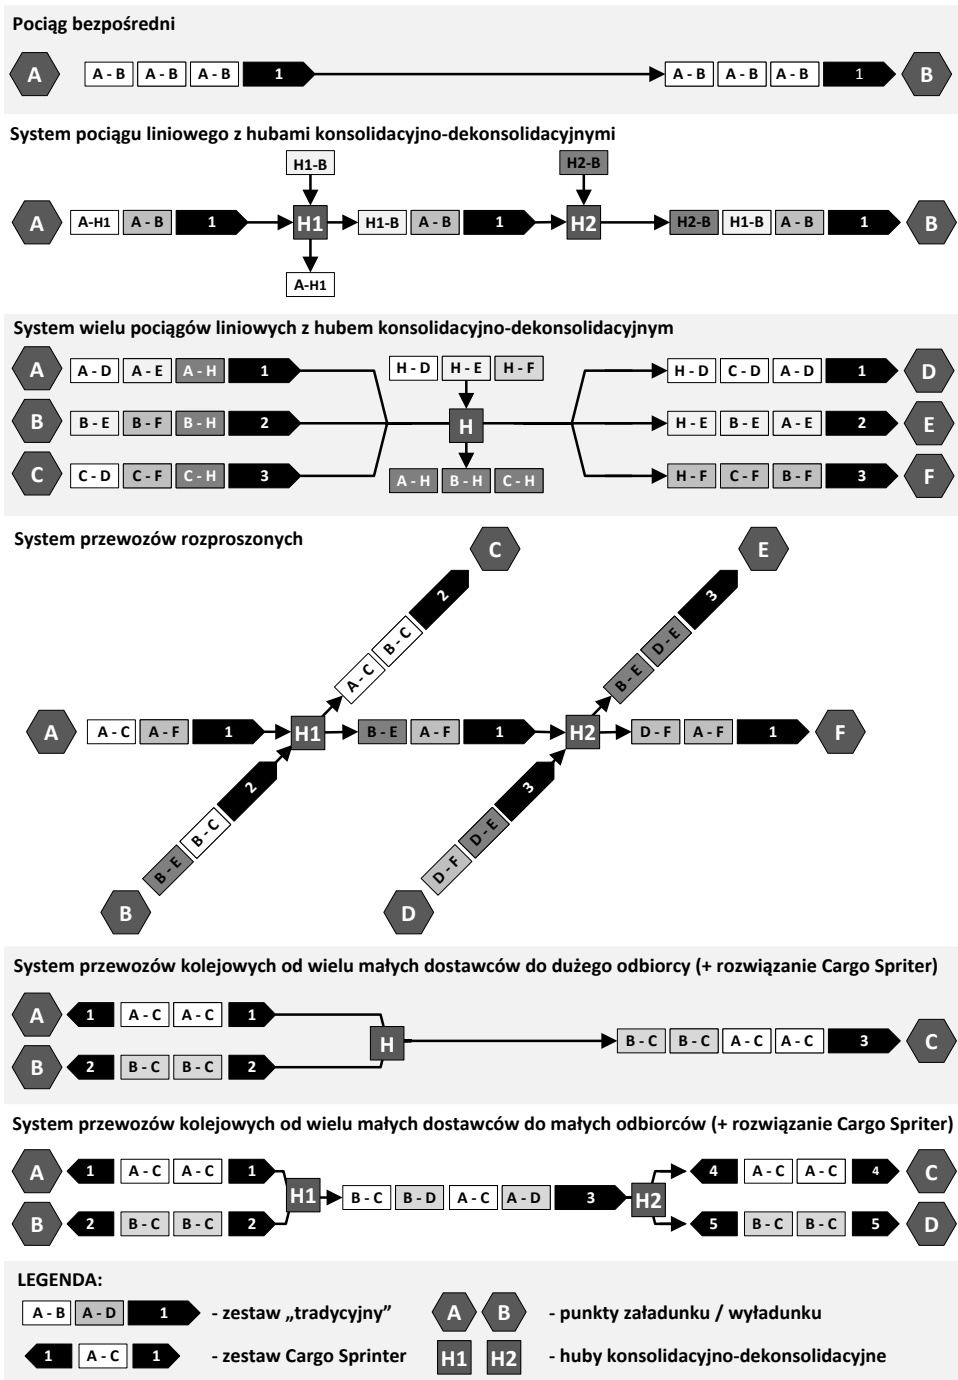 Pociąg bezpośredni
A A - B A - B A - B 1 A - B A - B A - B 1 B
System pociągu liniowego z hubami konsolidacyjno-dekonsolidacyjnymi
H1-B H2-B
A A-H1 A - B 1 H1 H1-B A - B 1 H2 H2-B H1-B A - B 1 B
A-H1
System wielu pociągów liniowych z hubem konsolidacyjno-dekonsolidacyjnym
A A - D A - E A - H 1 H - D H - E H - F H - D C - D A - D 1 D
B B - E B - F B - H 2 H H - E B - E A - E 2 E
C C - D C - F C - H 3 A - H B - H C - H H - F C - F B - F 3 F
System przewozów rozproszonych
C E
A - C B - C 2 B - E D - E 3
A A - C A - F 1 H1 B - E A - F 1 H2 D - F A - F 1 F
B - E B - C 2 D - F D - E 3
B D
System przewozów kolejowych od wielu małych dostawców do dużego odbiorcy (+ rozwiązanie Cargo Spriter)
A 1 A - C A - C 1
H B - C B - C A - C A - C 3 C
B 2 B - C B - C 2
System przewozów kolejowych od wielu małych dostawców do małych odbiorców (+ rozwiązanie Cargo Spriter)
A 1 A - C A - C 1 4 A - C A - C 4 C
H1 B - C B - D A - C A - D 3 H2
B 2 B - C B - C 2 5 B - C B - C 5 D
LEGENDA:
A - B A - D 1 - zestaw „tradycyjny” A B - punkty załadunku / wyładunku
1 A - C 1 - zestaw Cargo Sprinter H1 H2 - huby konsolidacyjno-dekonsolidacyjne